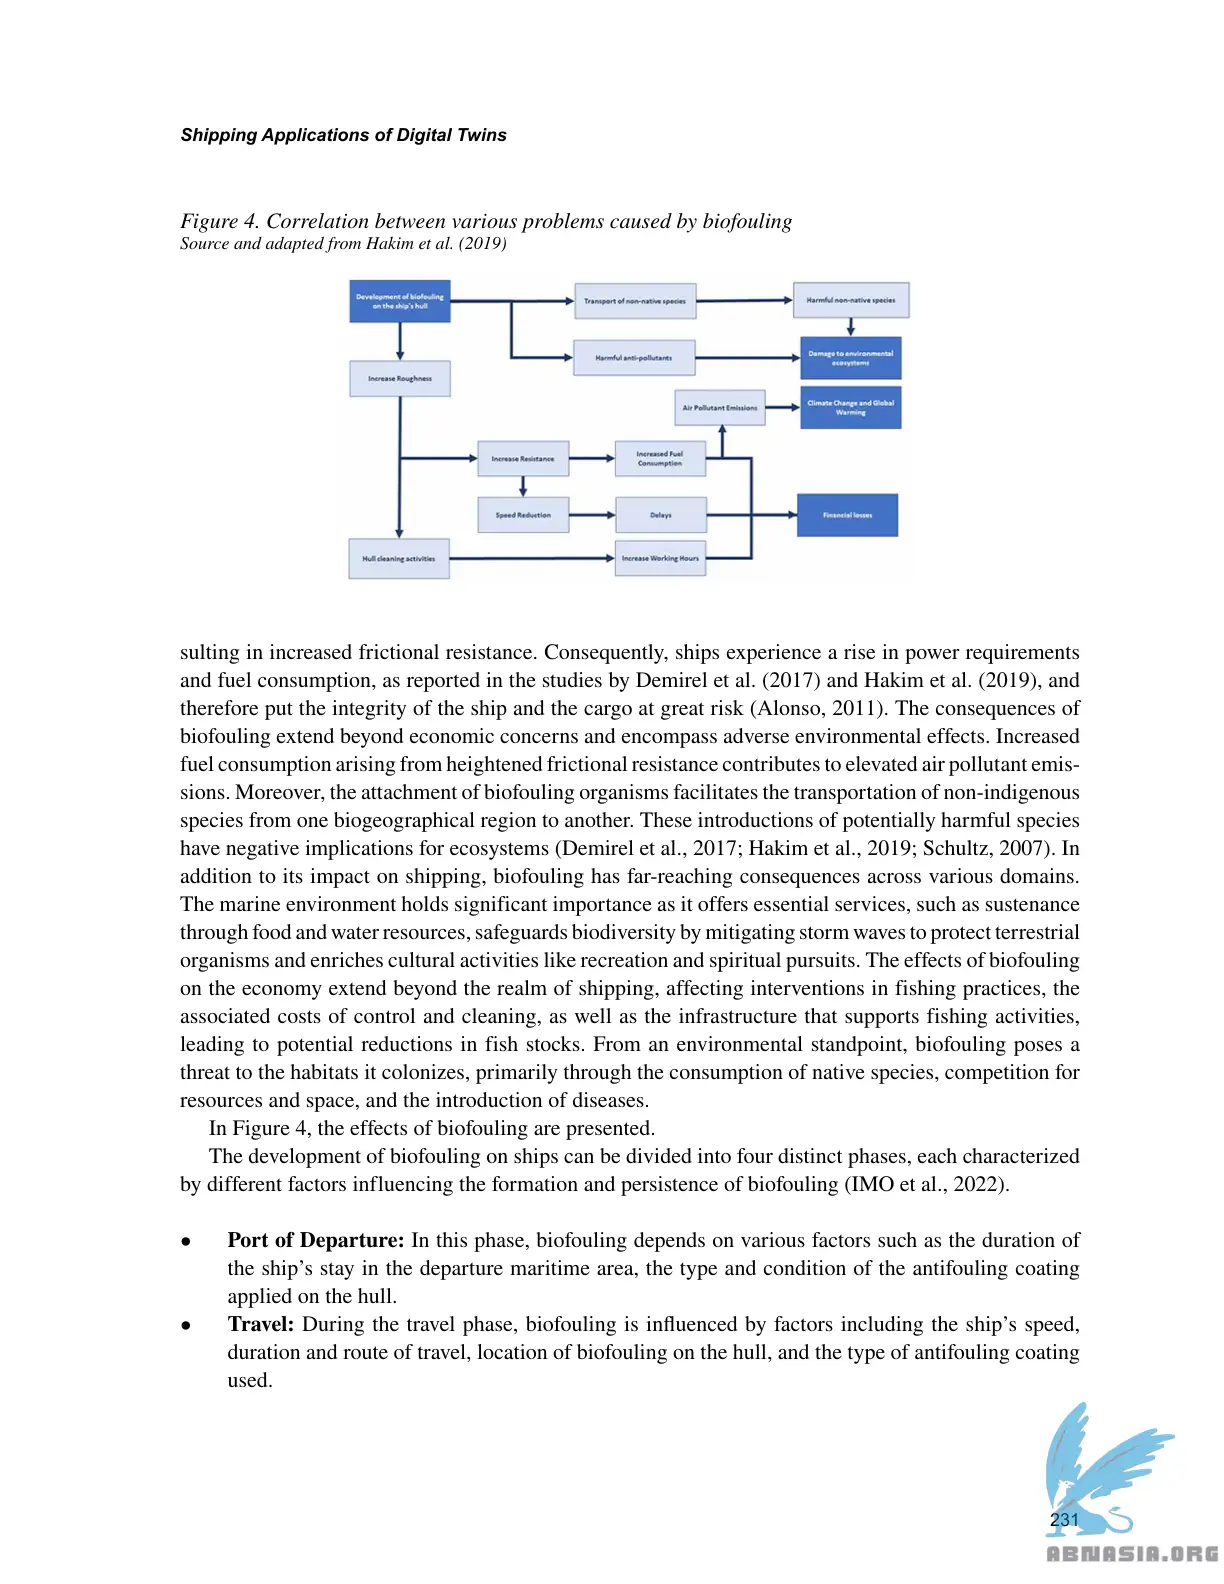 Shipping Applications of Digital Twins
Figure 4. Correlation between various problems caused by biofouling
Source and adapted from Hakim et al. (2019)
Development of biofouling
on the ship's hull
Transport of non-native species
Harmful non-native species
Harmful anti-pollutants
Damage to environmental
ecosystems
Increase Roughness
Air Pollutant Emissions
Climate Change and Global
Warming
Increase Resistance
Increased Fuel
Consumption
Speed Reduction
Delays
Financial losses
Hull cleaning activities
Increase Working Hours
sulting in increased frictional resistance. Consequently, ships experience a rise in power requirements
and fuel consumption, as reported in the studies by Demirel et al. (2017) and Hakim et al. (2019), and
therefore put the integrity of the ship and the cargo at great risk (Alonso, 2011). The consequences of
biofouling extend beyond economic concerns and encompass adverse environmental effects. Increased
fuel consumption arising from heightened frictional resistance contributes to elevated air pollutant emis-
sions. Moreover, the attachment of biofouling organisms facilitates the transportation of non-indigenous
species from one biogeographical region to another. These introductions of potentially harmful species
have negative implications for ecosystems (Demirel et al., 2017; Hakim et al., 2019; Schultz, 2007). In
addition to its impact on shipping, biofouling has far-reaching consequences across various domains.
The marine environment holds significant importance as it offers essential services, such as sustenance
through food and water resources, safeguards biodiversity by mitigating storm waves to protect terrestrial
organisms and enriches cultural activities like recreation and spiritual pursuits. The effects of biofouling
on the economy extend beyond the realm of shipping, affecting interventions in fishing practices, the
associated costs of control and cleaning, as well as the infrastructure that supports fishing activities,
leading to potential reductions in fish stocks. From an environmental standpoint, biofouling poses a
threat to the habitats it colonizes, primarily through the consumption of native species, competition for
resources and space, and the introduction of diseases.
In Figure 4, the effects of biofouling are presented.
The development of biofouling on ships can be divided into four distinct phases, each characterized
by different factors influencing the formation and persistence of biofouling (IMO et al., 2022).
● Port of Departure: In this phase, biofouling depends on various factors such as the duration of
the ship's stay in the departure maritime area, the type and condition of the antifouling coating
applied on the hull.
● Travel: During the travel phase, biofouling is influenced by factors including the ship's speed,
duration and route of travel, location of biofouling on the hull, and the type of antifouling coating
used.
231
ABNASIA.ORG